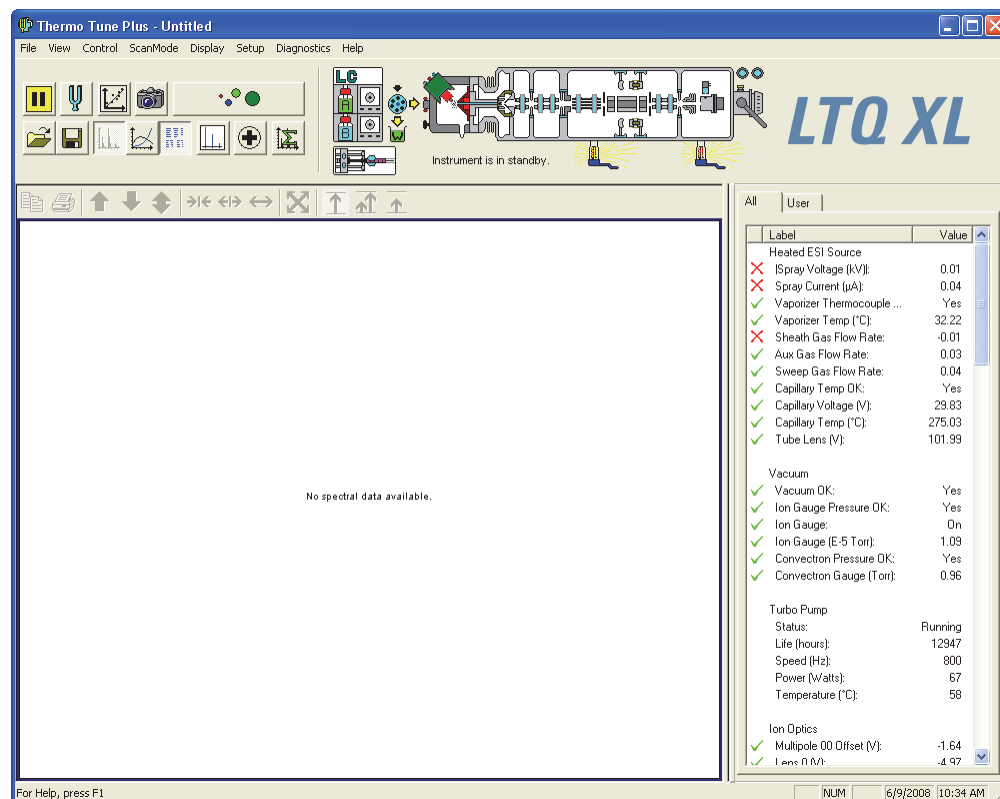 Thermo Tune Plus - Untitled
File View Control ScanMode Display Setup Diagnostics Help
LC
A
B
W
Instrument is in standby.
LTQ XL
All User
Label Value
Heated ESI Source
|Spray Voltage (kV)|: 0.01
Spray Current (µA): 0.04
Vaporizer Thermocouple ... Yes
Vaporizer Temp (°C): 32.22
Sheath Gas Flow Rate: -0.01
Aux Gas Flow Rate: 0.03
Sweep Gas Flow Rate: 0.04
Capillary Temp OK: Yes
Capillary Voltage (V): 29.83
Capillary Temp (°C): 275.03
Tube Lens (V): 101.99
Vacuum
Vacuum OK: Yes
Ion Gauge Pressure OK: Yes
Ion Gauge: On
Ion Gauge (E-5 Torr): 1.09
Convectron Pressure OK: Yes
Convectron Gauge (Torr): 0.96
Turbo Pump
Status: Running
Life (hours): 12947
Speed (Hz): 800
Power (Watts): 67
Temperature (°C): 58
Ion Optics
Multipole 00 Offset (V): -1.64
Lens 0 (V): -4.97
No spectral data available.
For Help, press F1
NUM 6/9/2008 10:34 AM